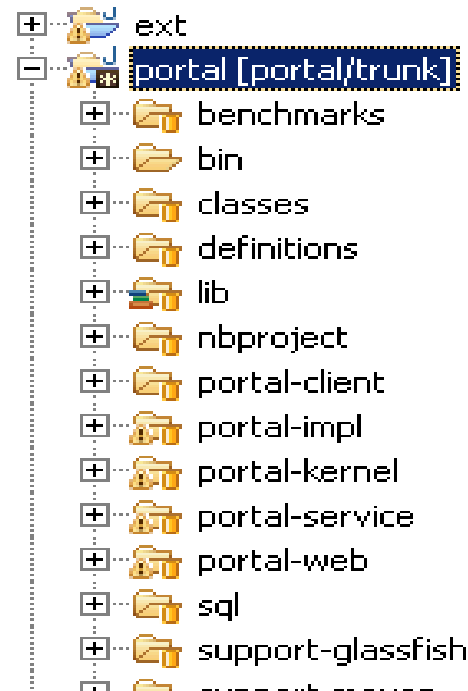 ext
portal [portal/trunk]
benchmarks
bin
classes
definitions
lib
nbproject
portal-client
portal-impl
portal-kernel
portal-service
portal-web
sql
support-glassfish